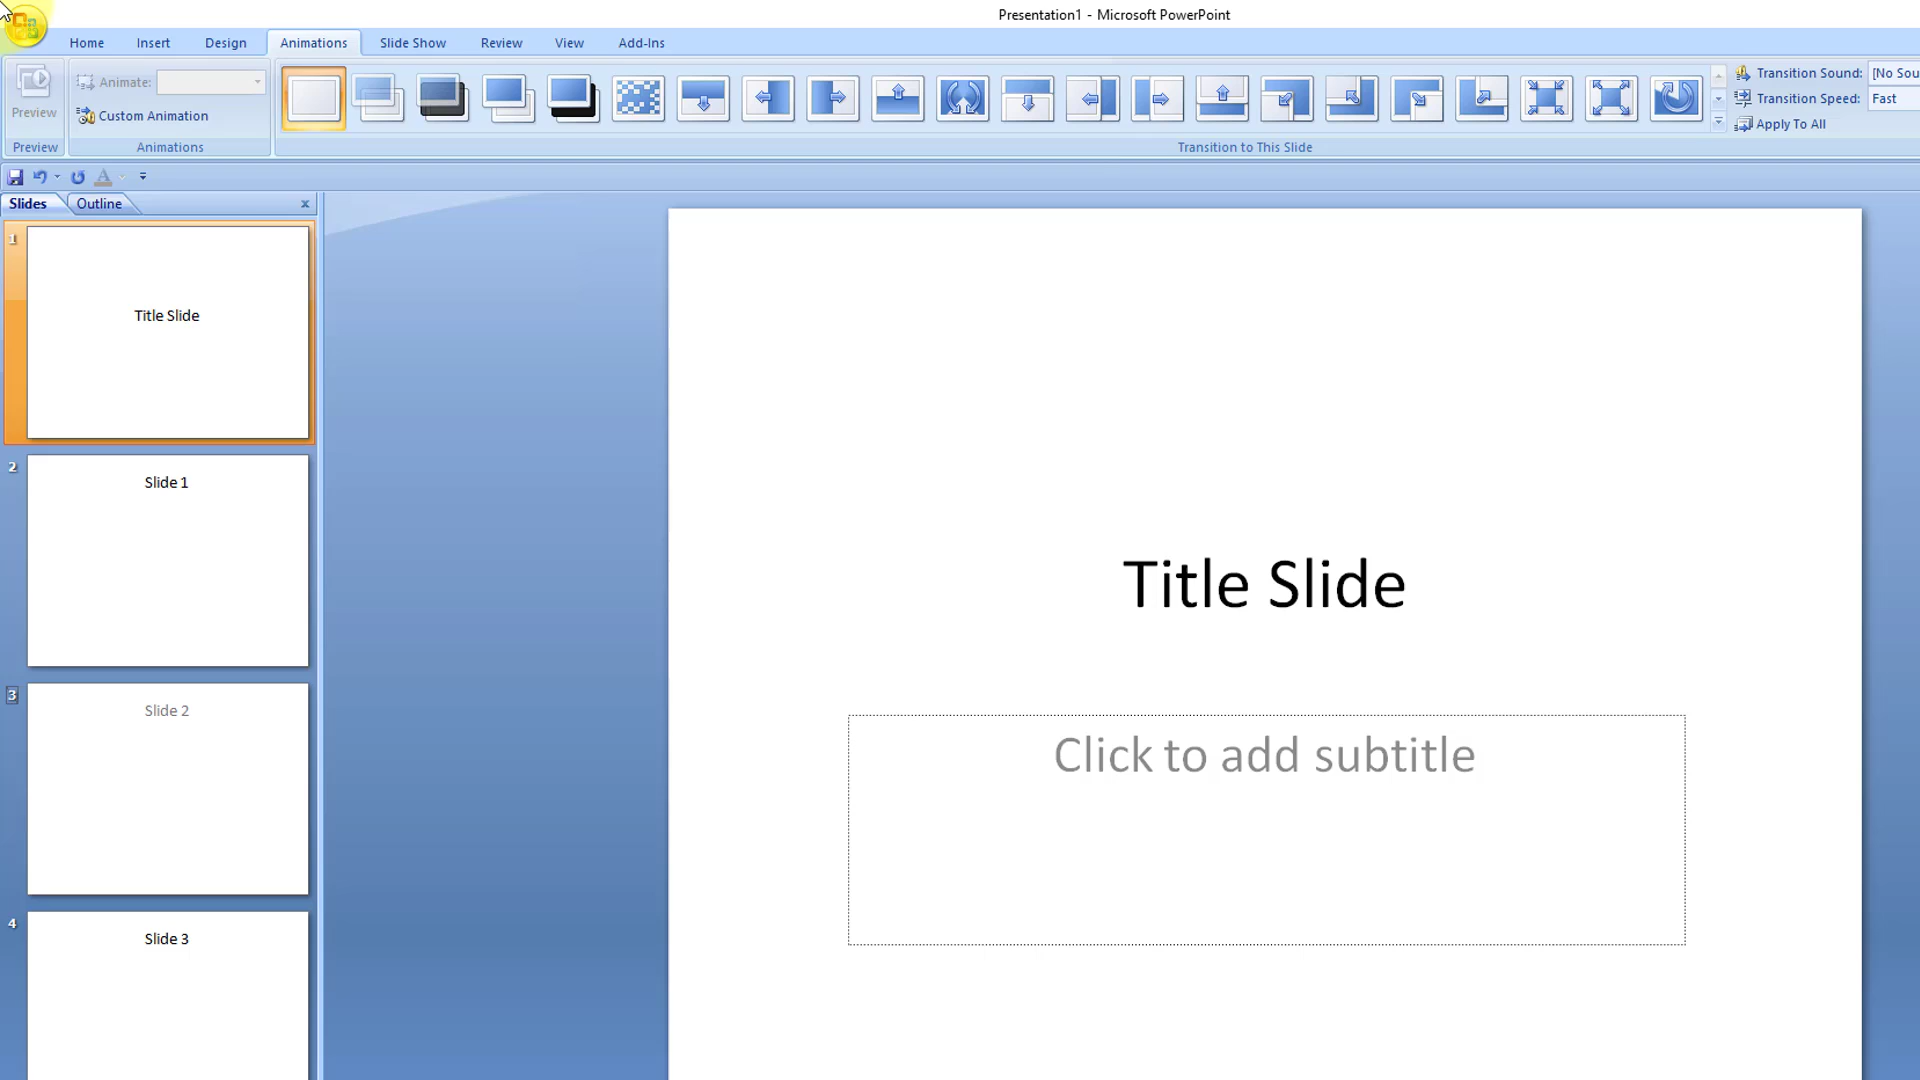 Presentation1 - Microsoft PowerPoint
Home Insert Design Animations Slide Show Review View Add-Ins
Preview
Animate:
Custom Animation
Transition Sound: [No Sou
Transition Speed: Fast
Apply To All
Preview Animations Transition to This Slide
Slides Outline
1
Title Slide
2
Slide 1
3
Slide 2
4
Slide 3
Title Slide
Click to add subtitle